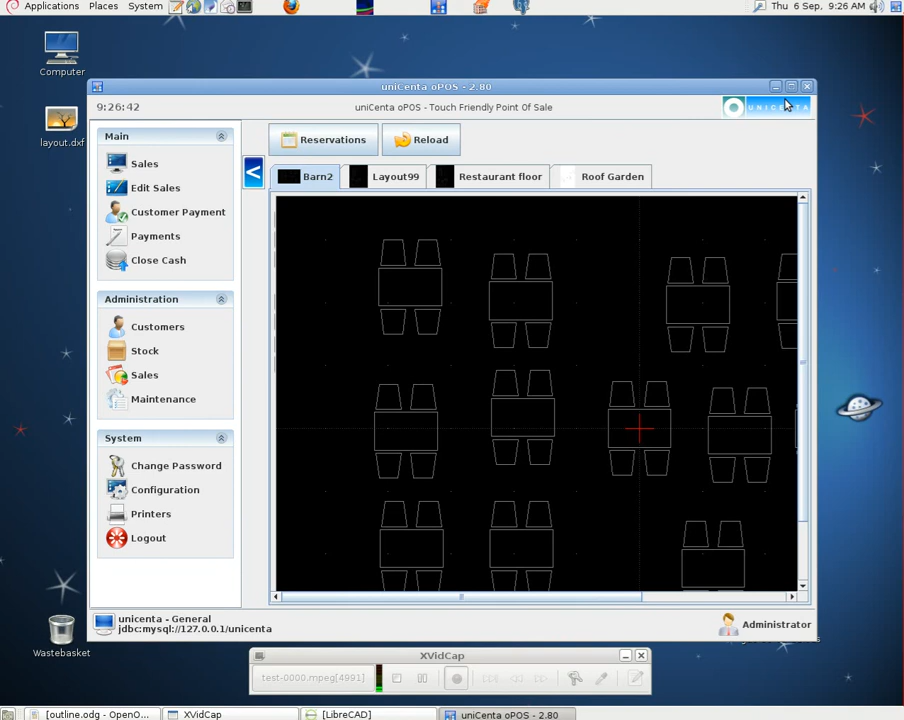 Applications Places System
Thu 6 Sep, 9:26 AM
Computer
layout.dxf
uniCenta oPOS - 2.80
9:26:42
uniCenta oPOS - Touch Friendly Point Of Sale
UNICENTA
Main
Sales
Edit Sales
Customer Payment
Payments
Close Cash
Administration
Customers
Stock
Sales
Maintenance
System
Change Password
Configuration
Printers
Logout
Reservations
Reload
<
Barn2
Layout99
Restaurant floor
Roof Garden
unicenta - General
jdbc:mysql://127.0.0.1/unicenta
Administrator
Wastebasket
XVidCap
test-0000.mpeg[4991]
[outline.odg - OpenO...
XVidCap
[LibreCAD]
uniCenta oPOS - 2.80